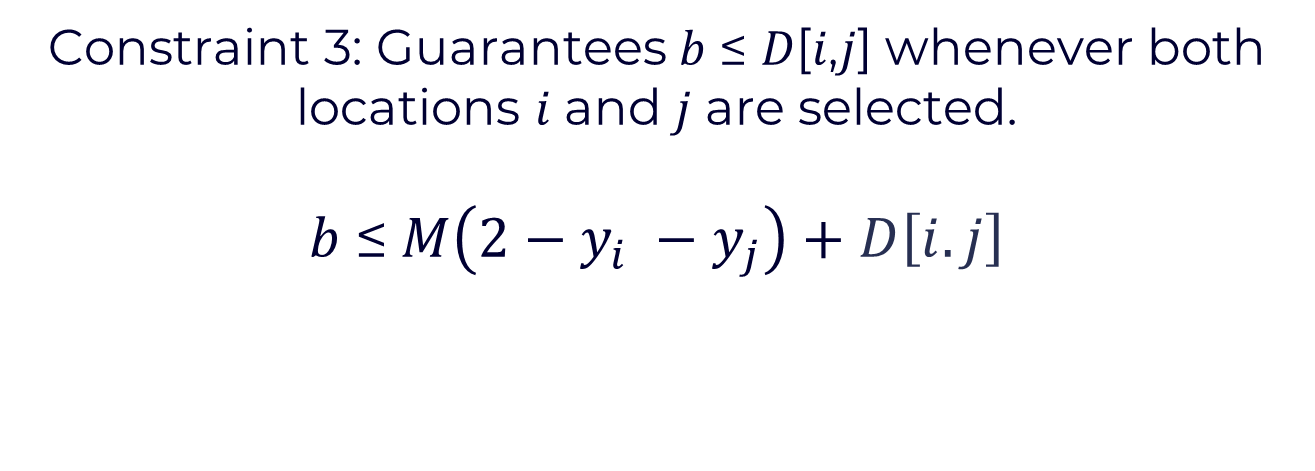 Constraint 3: Guarantees b ≤ D[i,j] whenever both
locations i and j are selected.
b ≤ M(2 − yᵢ − yⱼ) + D[i.j]